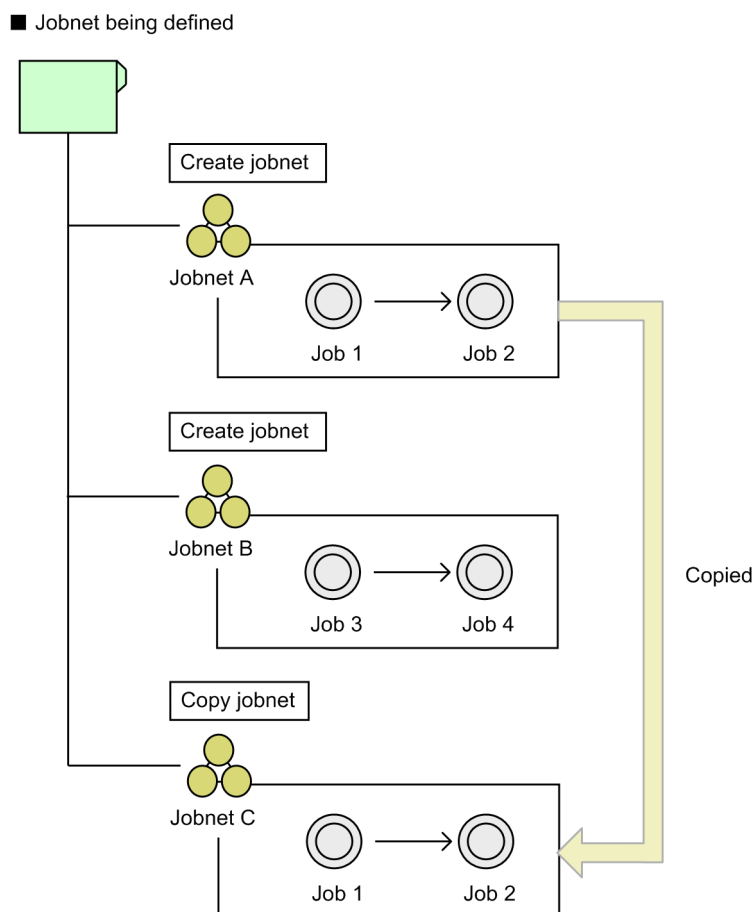 ■ Jobnet being defined
Create jobnet
Jobnet A
Job 1
Job 2
Create jobnet
Jobnet B
Job 3
Job 4
Copied
Copy jobnet
Jobnet C
Job 1
Job 2